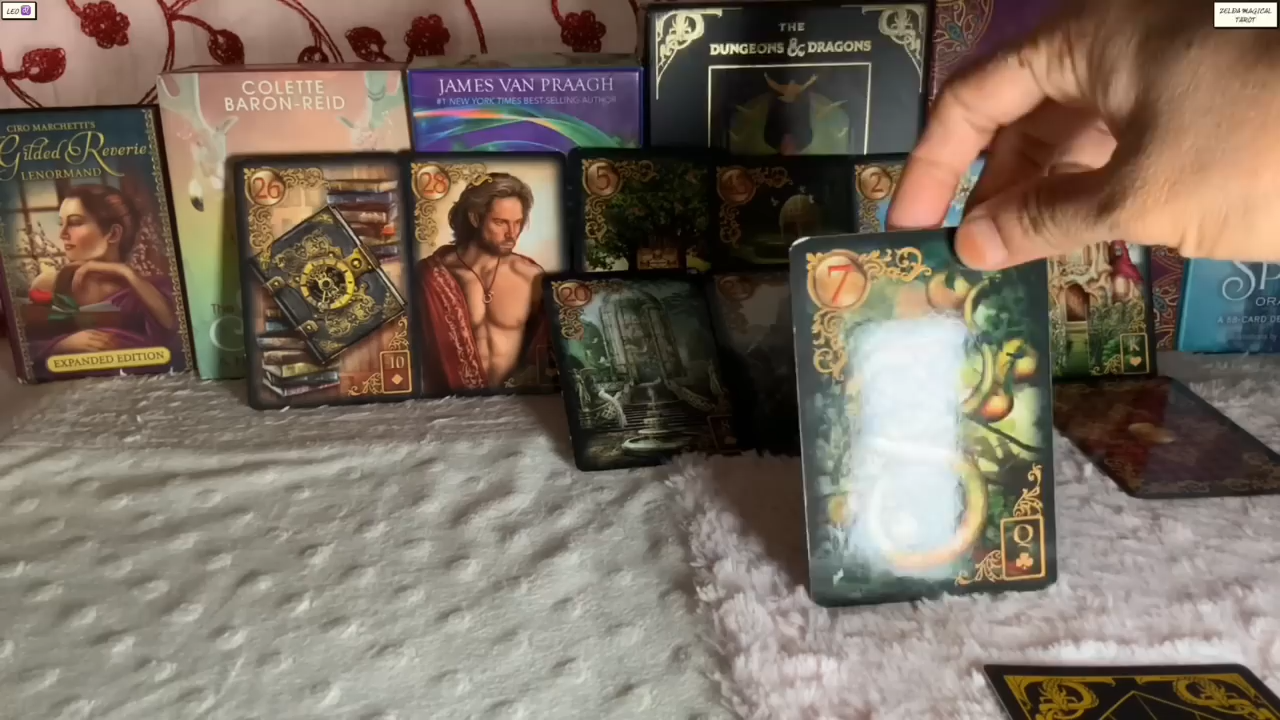 LEO
ZELDA MAGICAL
TAROT
CIRO MARCHETTI'S
Gilded Reverie
LENORMAND
EXPANDED EDITION
COLETTE
BARON-REID
JAMES VAN PRAAGH
#1 NEW YORK TIMES BEST-SELLING AUTHOR
THE
DUNGEONS & DRAGONS
26
10
28
5
2
20
7
Q
K